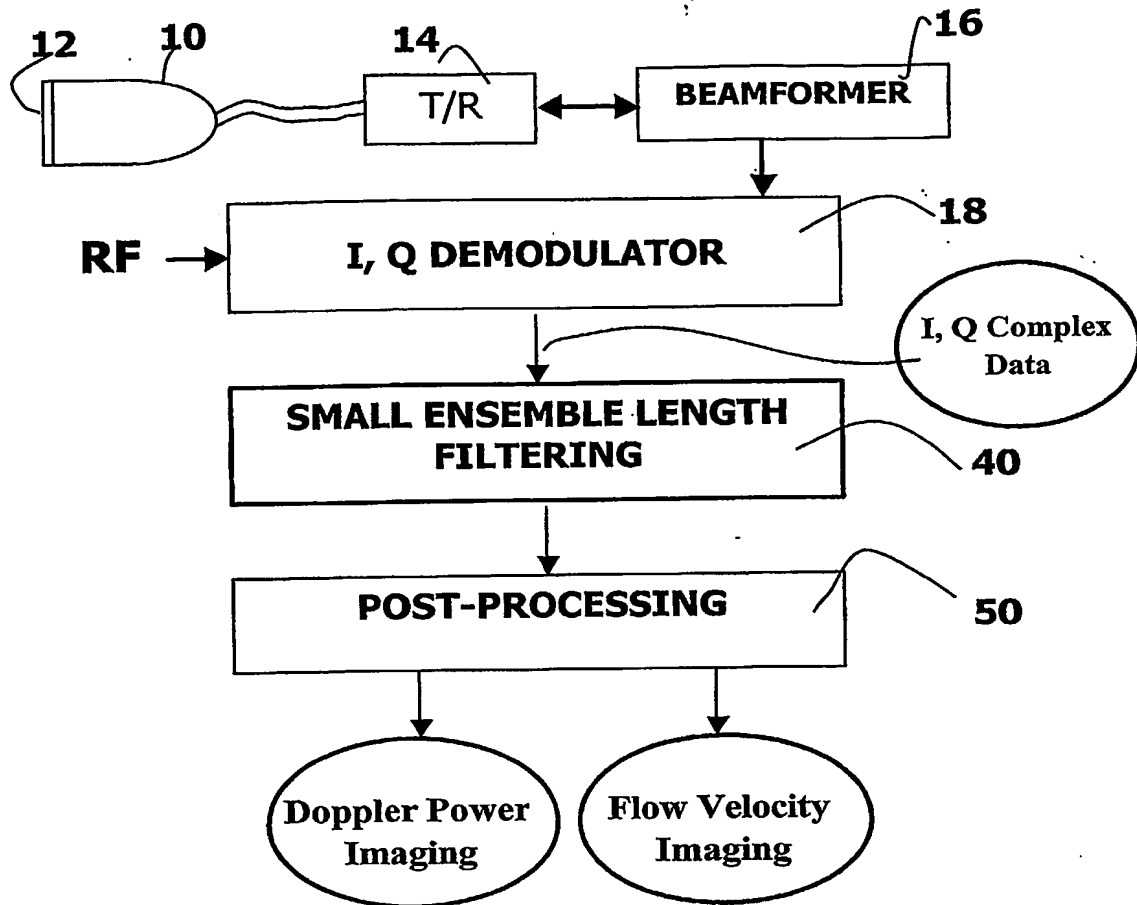 12
10
14
16
T/R
BEAMFORMER
18
RF
I, Q DEMODULATOR
I, Q Complex
Data
SMALL ENSEMBLE LENGTH
FILTERING
40
POST-PROCESSING
50
Doppler Power
Imaging
Flow Velocity
Imaging